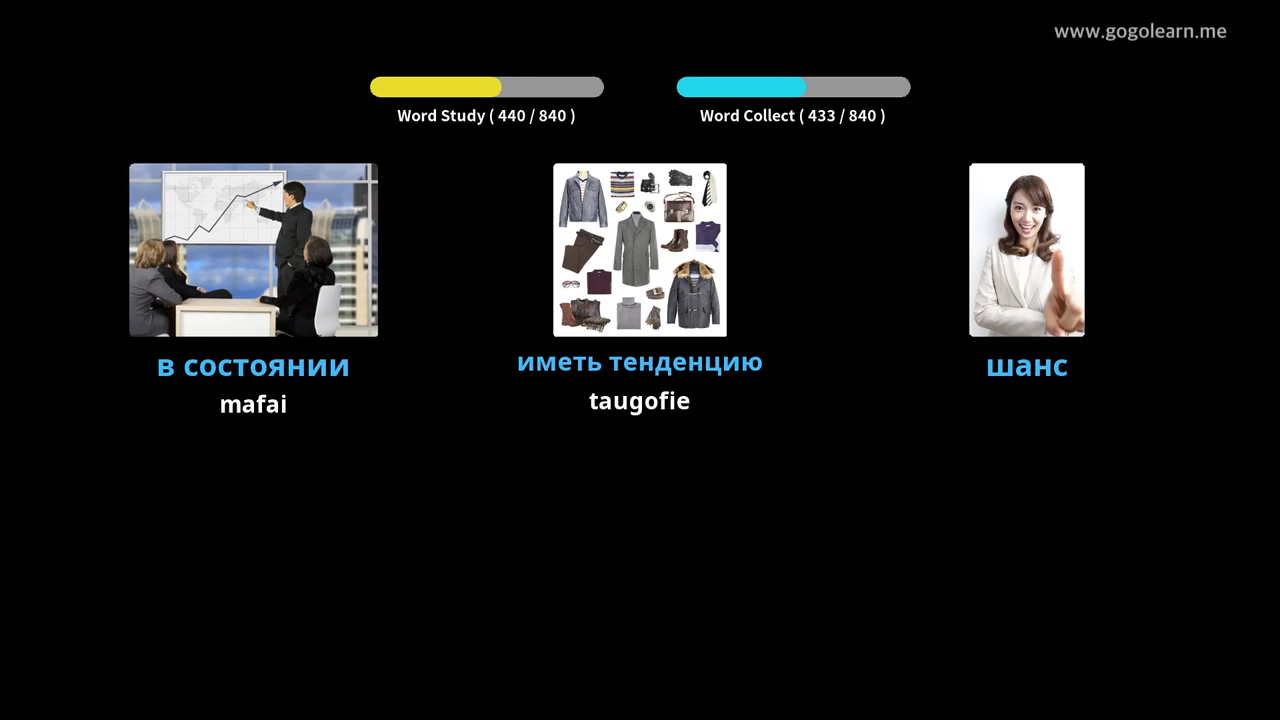 www.gogolearn.me
Word Study ( 440 / 840 )
Word Collect ( 433 / 840 )
в состоянии
иметь тенденцию
шанс
mafai
taugofie